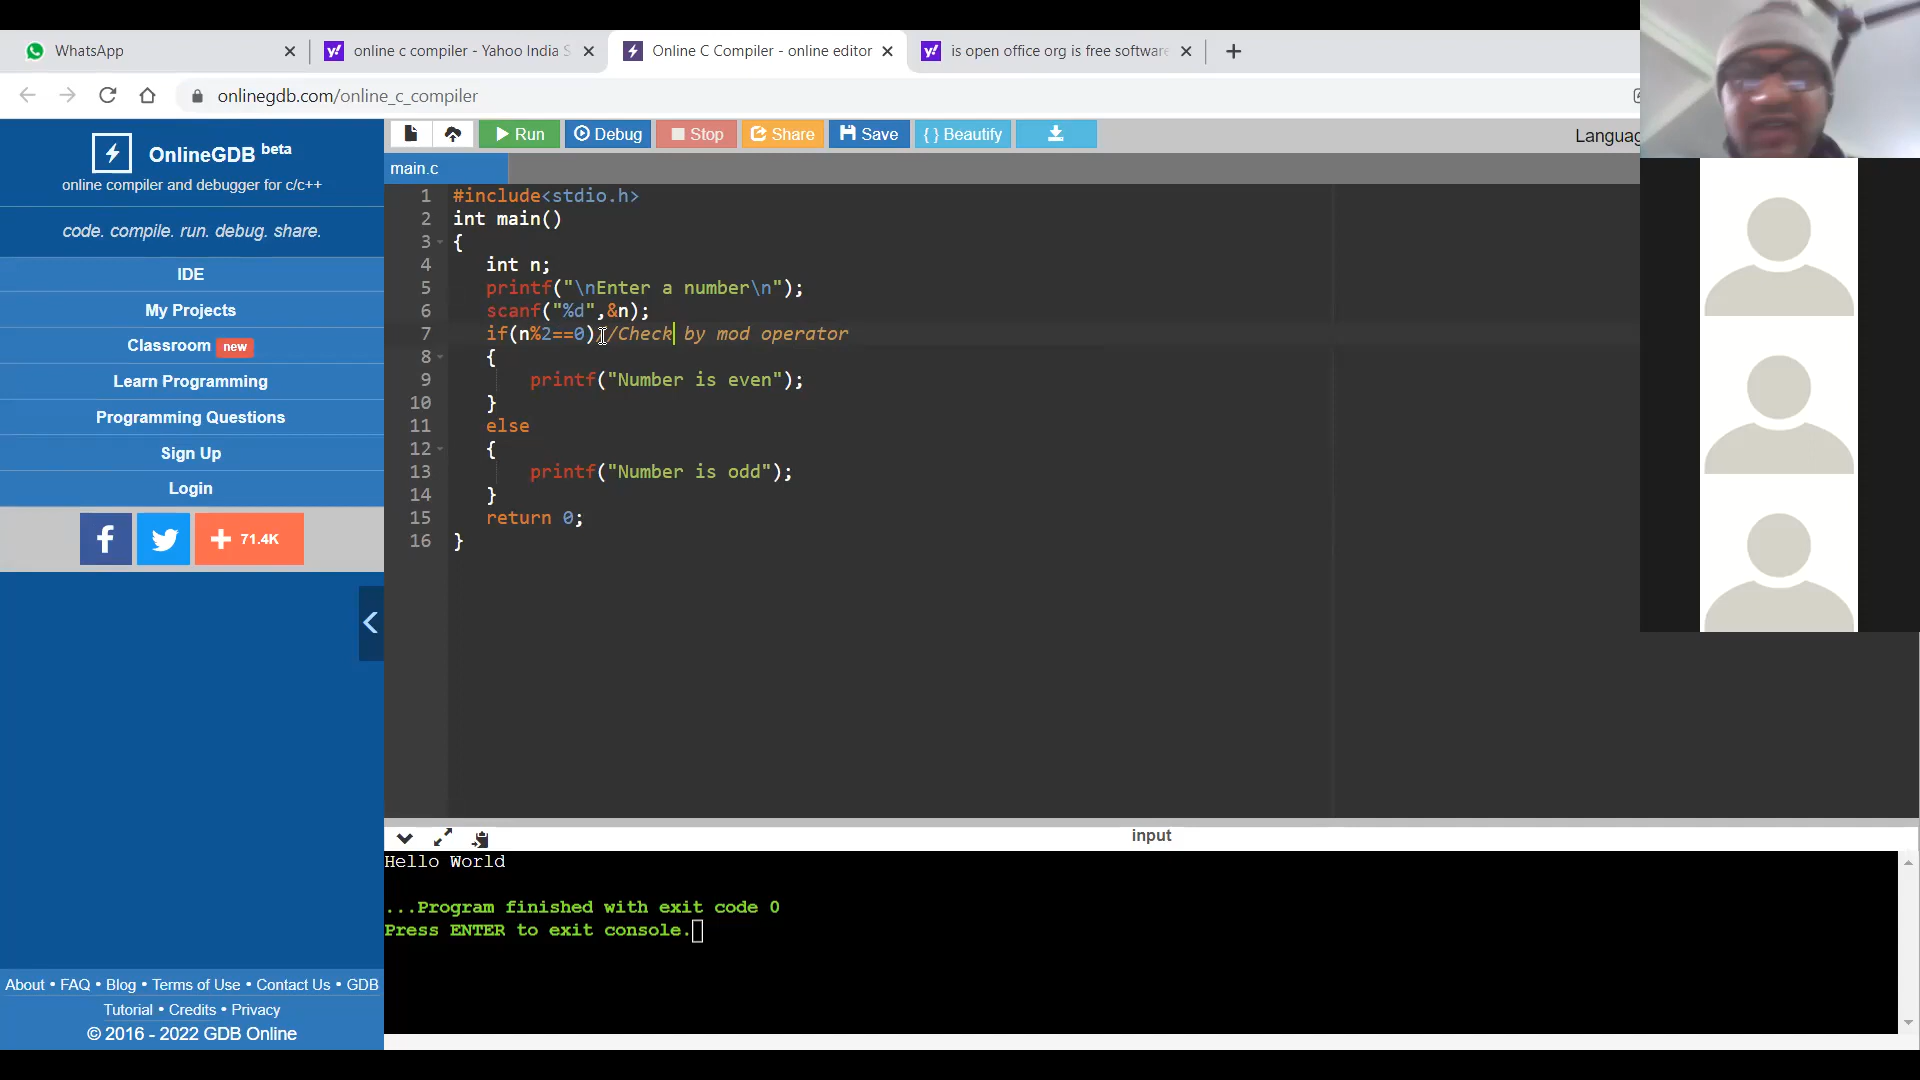 WhatsApp
online c compiler - Yahoo India S
Online C Compiler - online editor
is open office org is free software
onlinegdb.com/online_c_compiler
OnlineGDB beta
online compiler and debugger for c/c++
code. compile. run. debug. share.
IDE
My Projects
Classroom new
Learn Programming
Programming Questions
Sign Up
Login
f
+ 71.4K
About • FAQ • Blog • Terms of Use • Contact Us • GDB
Tutorial • Credits • Privacy
© 2016 - 2022 GDB Online
Run Debug Stop Share Save { } Beautify
Languag
main.c
1 #include<stdio.h>
2 int main()
3 {
4 int n;
5 printf("\nEnter a number\n");
6 scanf("%d",&n);
7 if(n%2==0)//Check by mod operator
8 {
9 printf("Number is even");
10 }
11 else
12 {
13 printf("Number is odd");
14 }
15 return 0;
16 }
input
Hello World
...Program finished with exit code 0
Press ENTER to exit console.